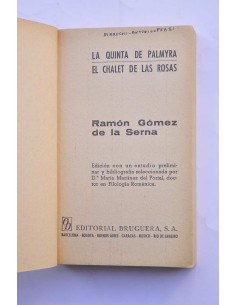 LA QUINTA DE PALMYRA
EL CHALET DE LAS ROSAS
Ramón Gómez
de la Serna
Edición con un estudio prelimi-
nar y bibliografía seleccionada por
D.ª María Martínez del Portal, doc-
tor en Filología Románica.
EDITORIAL BRUGUERA, S.A.
BARCELONA • BOGOTA • BUENOS AIRES • CARACAS • MEXICO • RIO DE JANEIRO